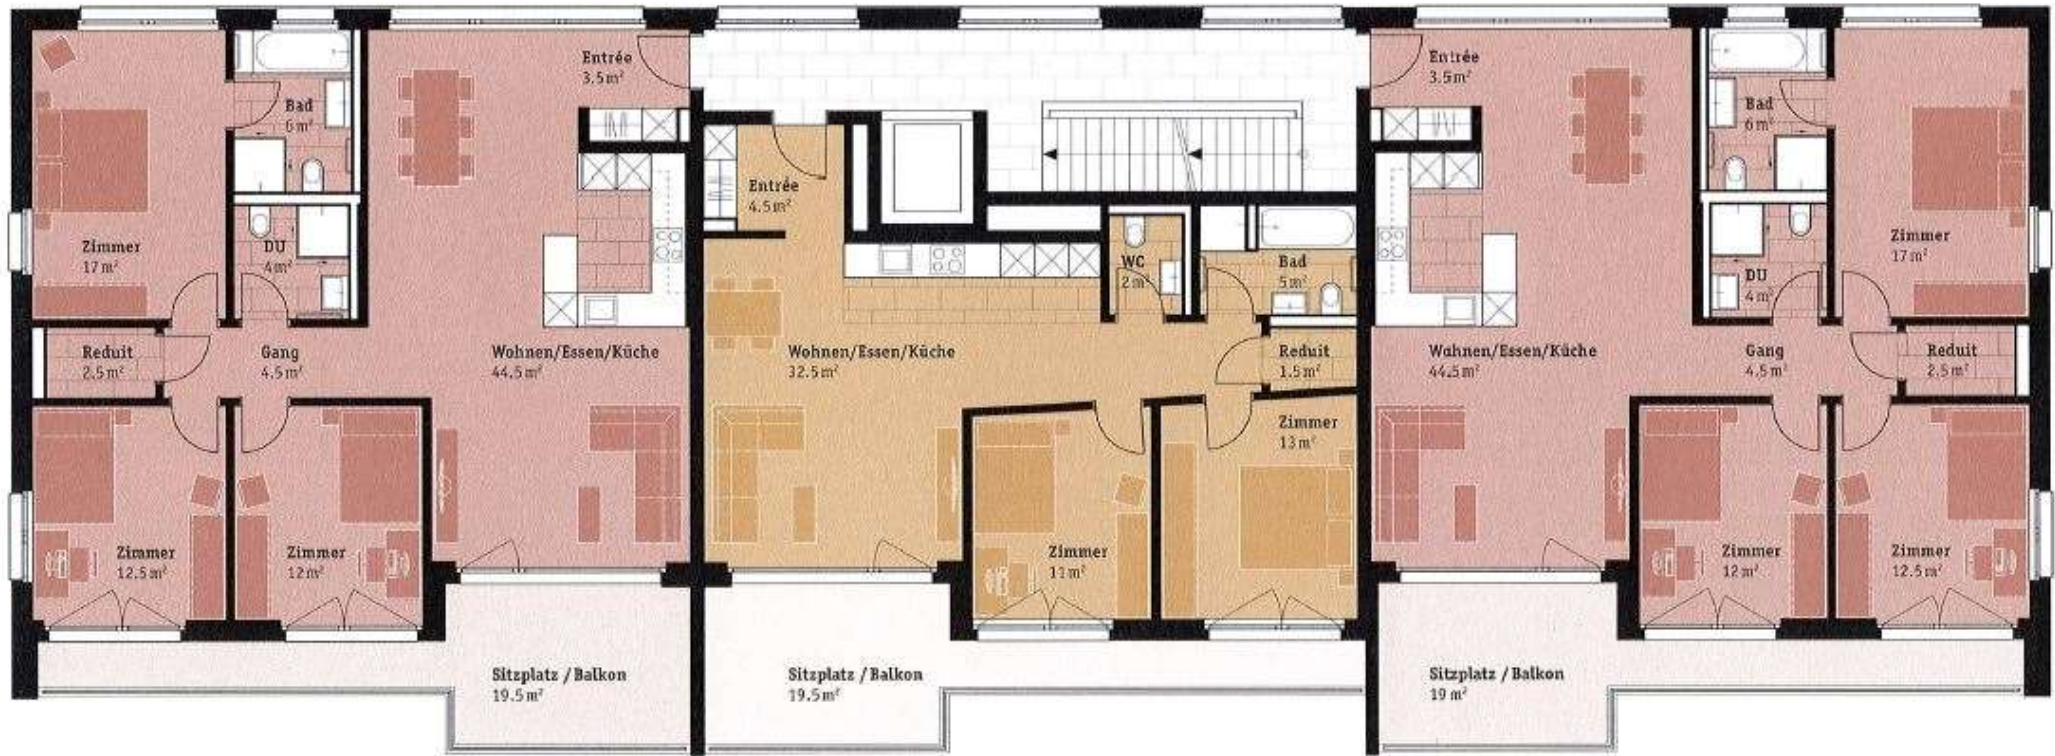 Entrée
3.5m²
Bad
6m²
Zimmer
17m²
DU
4m²
Reduit
2.5m²
Gang
4.5m²
Wohnen/Essen/Küche
44.5m²
Zimmer
12.5m²
Zimmer
12m²
Sitzplatz / Balkon
19.5m²
Entrée
4.5m²
WC
2m²
Bad
5m²
Wohnen/Essen/Küche
32.5m²
Reduit
1.5m²
Zimmer
13m²
Zimmer
11m²
Sitzplatz / Balkon
19.5m²
Entrée
3.5m²
Bad
6m²
Zimmer
17m²
DU
4m²
Wohnen/Essen/Küche
44.5m²
Gang
4.5m²
Reduit
2.5m²
Zimmer
12m²
Zimmer
12.5m²
Sitzplatz / Balkon
19m²